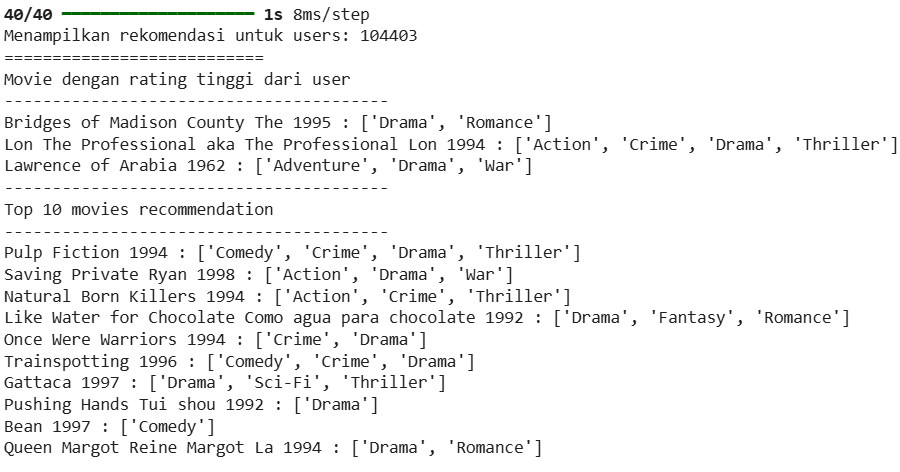 40/40 ━━━━━━━━━━━━━━━━━━━━ 1s 8ms/step
Menampilkan rekomendasi untuk users: 104403
===========================
Movie dengan rating tinggi dari user
----------------------------------------
Bridges of Madison County The 1995 : ['Drama', 'Romance']
Lon The Professional aka The Professional Lon 1994 : ['Action', 'Crime', 'Drama', 'Thriller']
Lawrence of Arabia 1962 : ['Adventure', 'Drama', 'War']
----------------------------------------
Top 10 movies recommendation
----------------------------------------
Pulp Fiction 1994 : ['Comedy', 'Crime', 'Drama', 'Thriller']
Saving Private Ryan 1998 : ['Action', 'Drama', 'War']
Natural Born Killers 1994 : ['Action', 'Crime', 'Thriller']
Like Water for Chocolate Como agua para chocolate 1992 : ['Drama', 'Fantasy', 'Romance']
Once Were Warriors 1994 : ['Crime', 'Drama']
Trainspotting 1996 : ['Comedy', 'Crime', 'Drama']
Gattaca 1997 : ['Drama', 'Sci-Fi', 'Thriller']
Pushing Hands Tui shou 1992 : ['Drama']
Bean 1997 : ['Comedy']
Queen Margot Reine Margot La 1994 : ['Drama', 'Romance']